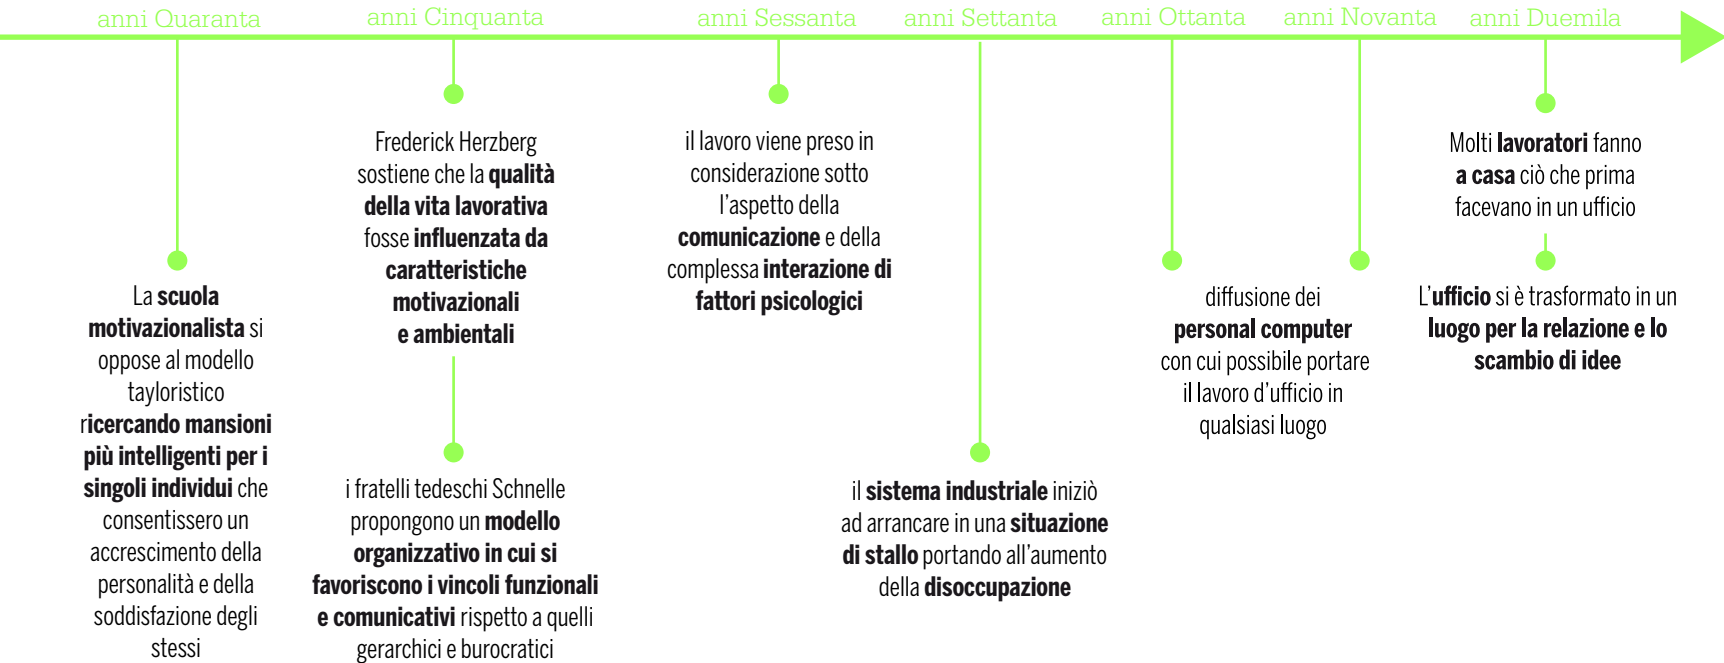 anni Quaranta
anni Cinquanta
anni Sessanta
anni Settanta
anni Ottanta
anni Novanta
anni Duemila
La scuola
motivazionalista si
oppose al modello
tayloristico
ricercando mansioni
più intelligenti per i
singoli individui che
consentissero un
accrescimento della
personalità e della
soddisfazione degli
stessi
Frederick Herzberg
sostiene che la qualità
della vita lavorativa
fosse influenzata da
caratteristiche
motivazionali
e ambientali
i fratelli tedeschi Schnelle
propongono un modello
organizzativo in cui si
favoriscono i vincoli funzionali
e comunicativi rispetto a quelli
gerarchici e burocratici
il lavoro viene preso in
considerazione sotto
l'aspetto della
comunicazione e della
complessa interazione di
fattori psicologici
il sistema industriale iniziò
ad arrancare in una situazione
di stallo portando all'aumento
della disoccupazione
diffusione dei
personal computer
con cui possibile portare
il lavoro d'ufficio in
qualsiasi luogo
Molti lavoratori fanno
a casa ciò che prima
facevano in un ufficio
L'ufficio si è trasformato in un
luogo per la relazione e lo
scambio di idee